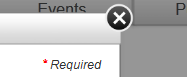 Events
P
* Required